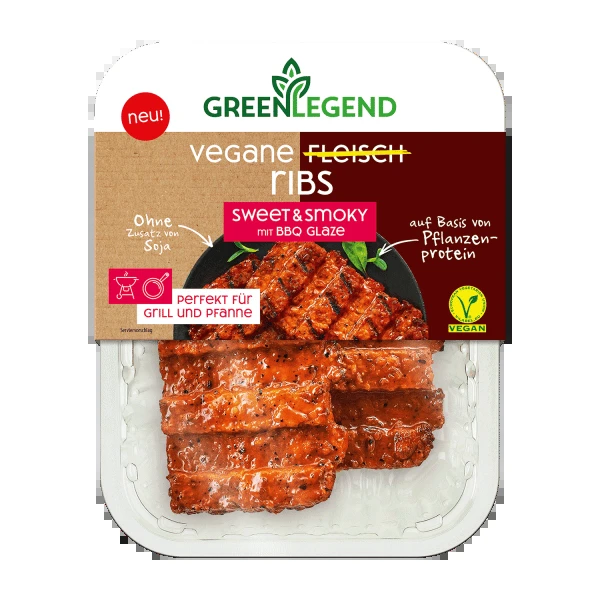 GREENLEGEND
neu!
vegane FLEISCH
RIBS
SWEET & SMOKY
MIT BBQ GLAZE
Ohne
Zusatz von
Soja
auf Basis von
Pflanzen-
protein
PERFEKT FÜR
GRILL UND PFANNE
Serviervorschlag
VEGAN